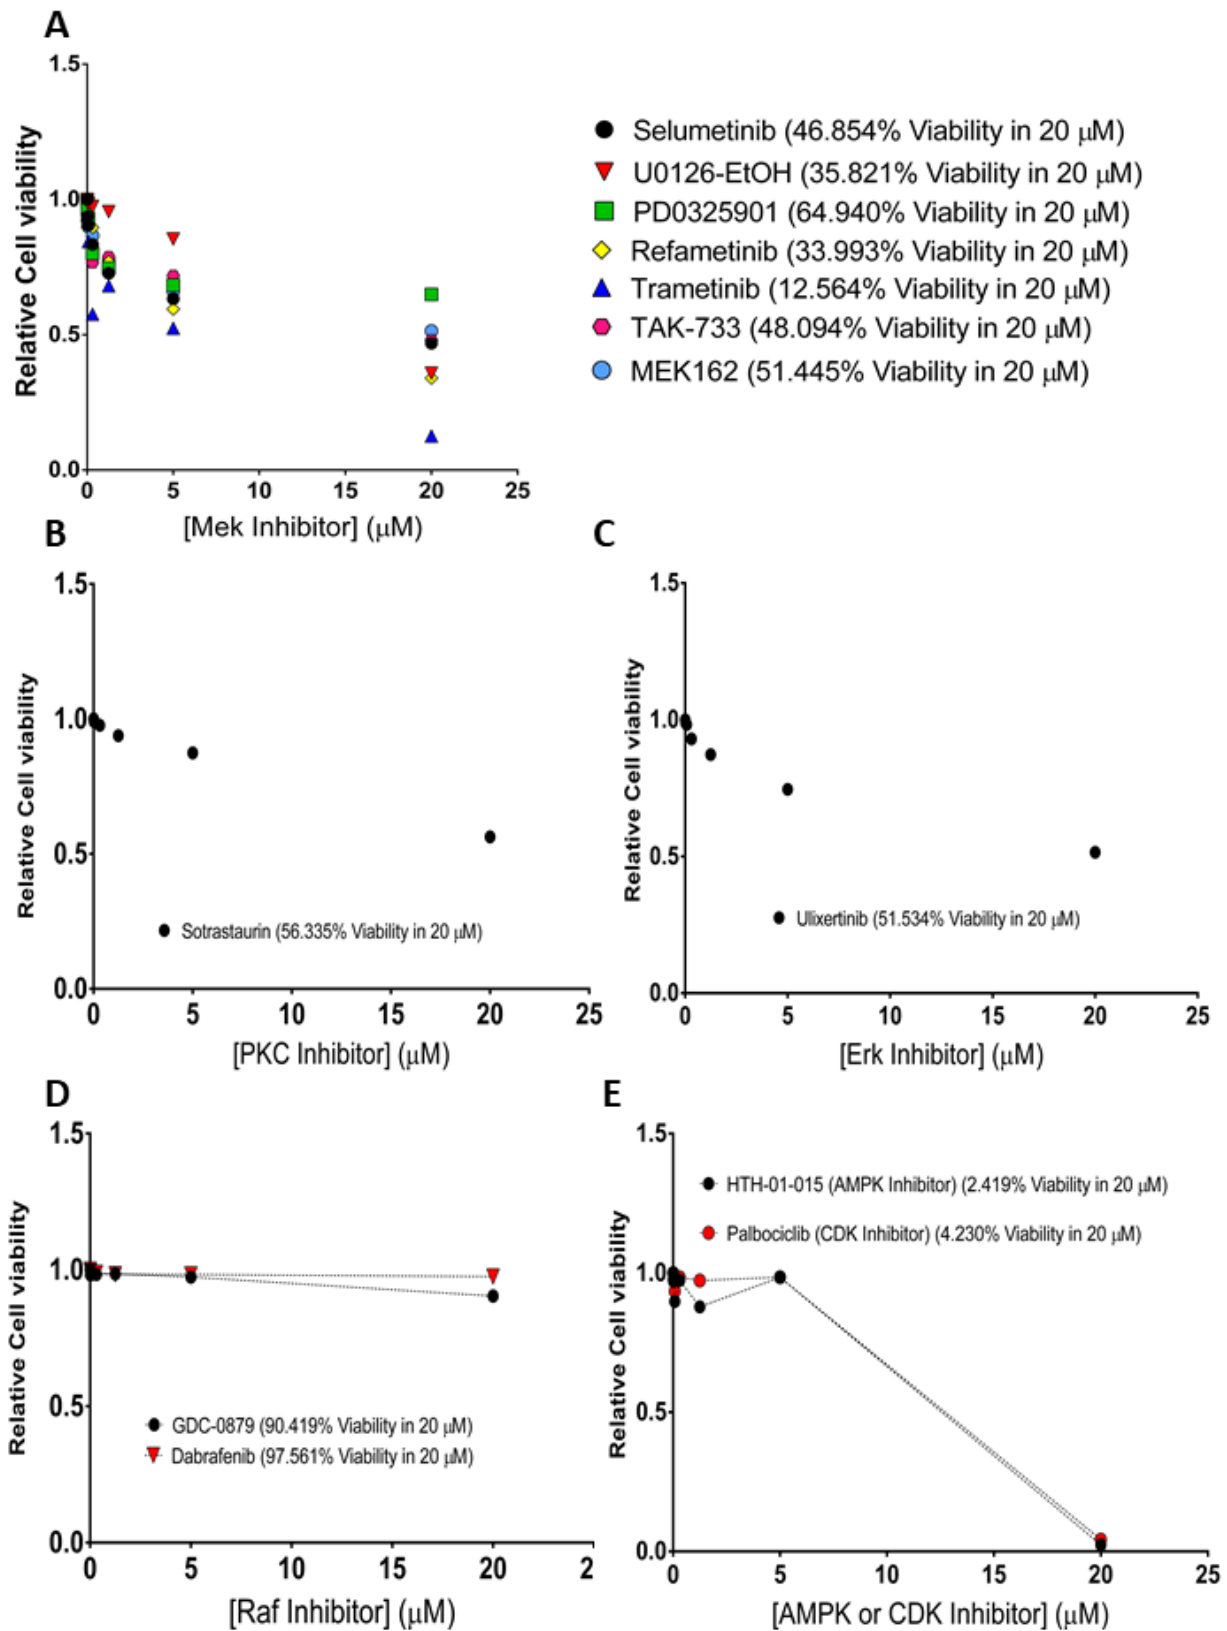 A
1.5
1.0
0.5
0.0
Relative Cell viability
0 5 10 15 20 25
[Mek Inhibitor] (μM)
Selumetinib (46.854% Viability in 20 μM)
U0126-EtOH (35.821% Viability in 20 μM)
PD0325901 (64.940% Viability in 20 μM)
Refametinib (33.993% Viability in 20 μM)
Trametinib (12.564% Viability in 20 μM)
TAK-733 (48.094% Viability in 20 μM)
MEK162 (51.445% Viability in 20 μM)
B
1.5
1.0
0.5
0.0
Relative Cell viability
Sotrastaurin (56.335% Viability in 20 μM)
0 5 10 15 20 25
[PKC Inhibitor] (μM)
C
1.5
1.0
0.5
0.0
Relative Cell viability
Ulixertinib (51.534% Viability in 20 μM)
0 5 10 15 20 25
[Erk Inhibitor] (μM)
D
1.5
1.0
0.5
0.0
Relative Cell viability
GDC-0879 (90.419% Viability in 20 μM)
Dabrafenib (97.561% Viability in 20 μM)
0 5 10 15 20 2
[Raf Inhibitor] (μM)
E
1.5
1.0
0.5
0.0
Relative Cell viability
HTH-01-015 (AMPK Inhibitor) (2.419% Viability in 20 μM)
Palbociclib (CDK Inhibitor) (4.230% Viability in 20 μM)
0 5 10 15 20 25
[AMPK or CDK Inhibitor] (μM)